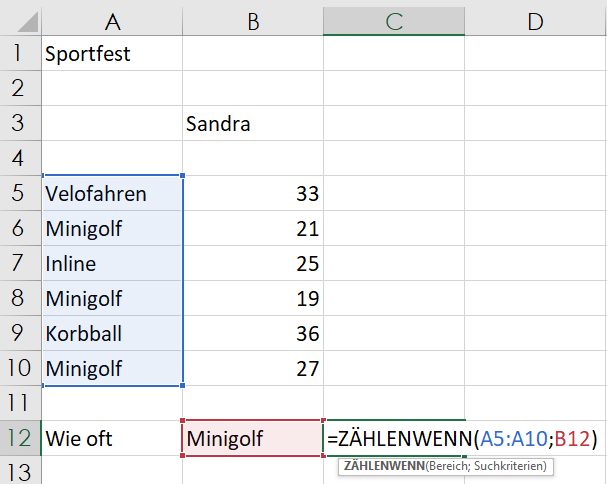 A B C D
1 Sportfest
2
3 Sandra
4
5 Velofahren 33
6 Minigolf 21
7 Inline 25
8 Minigolf 19
9 Korbball 36
10 Minigolf 27
11
12 Wie oft Minigolf =ZÄHLENWENN(A5:A10;B12)
ZÄHLENWENN(Bereich; Suchkriterien)
13